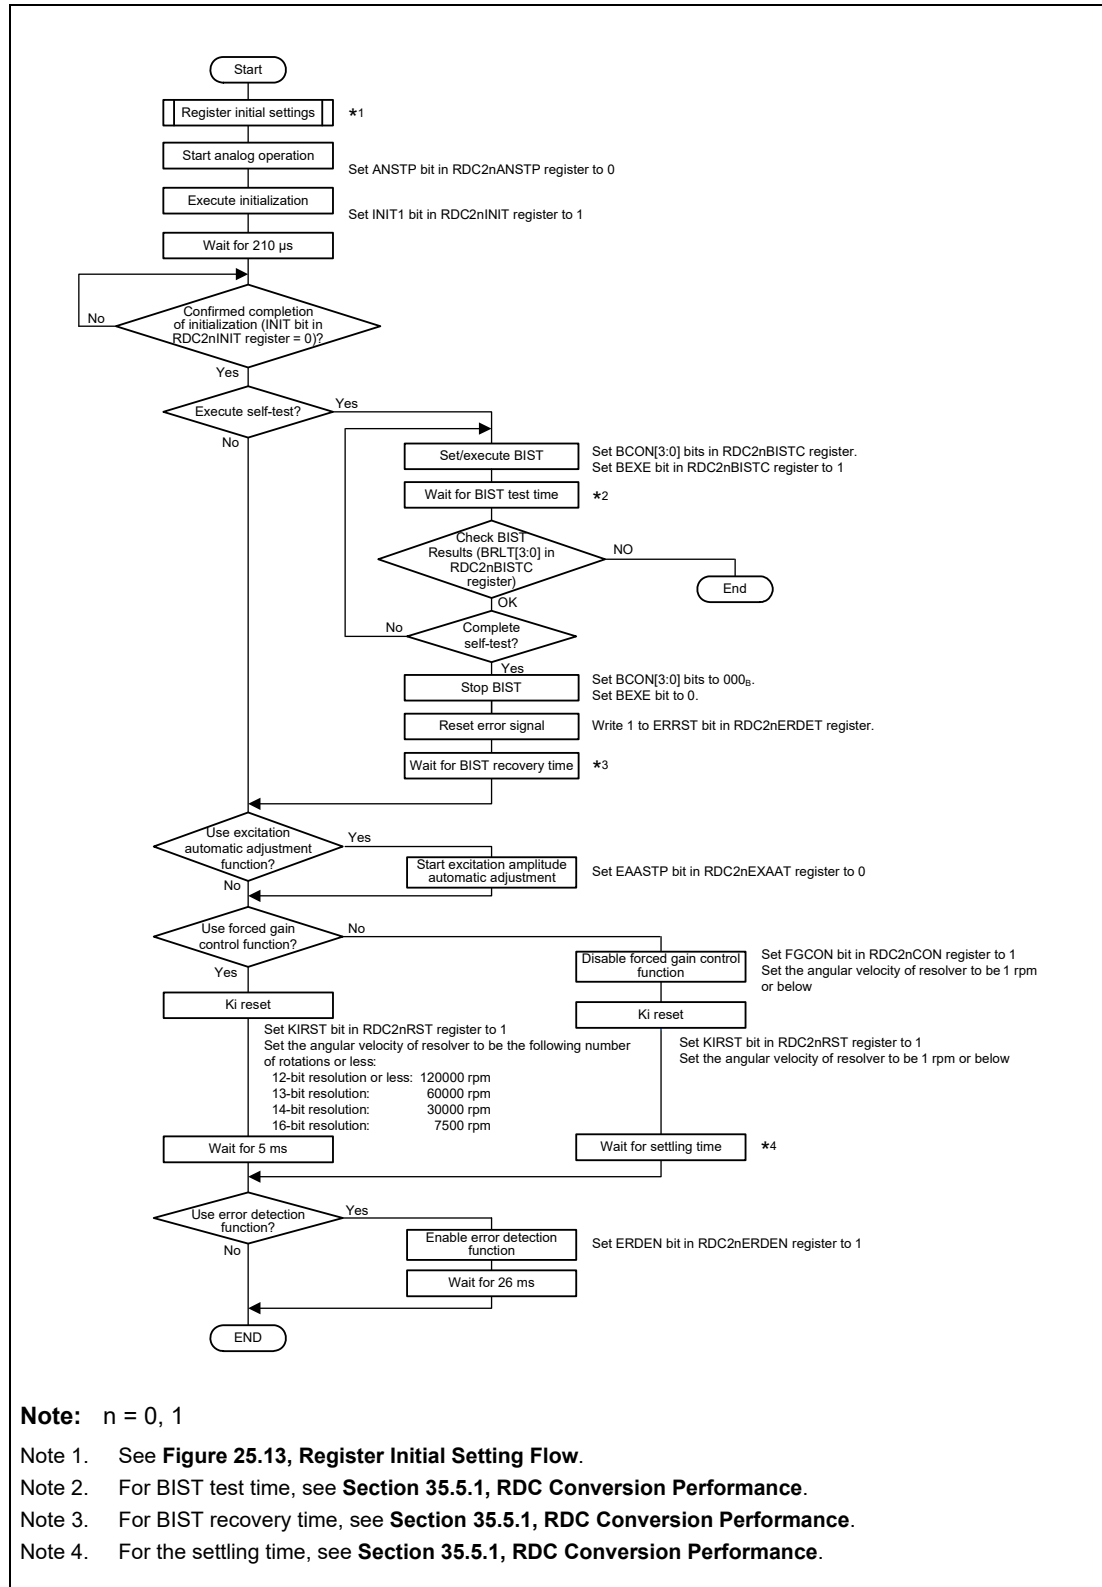 Start
Register initial settings *1
Start analog operation
Set ANSTP bit in RDC2nANSTP register to 0
Execute initialization
Set INIT1 bit in RDC2nINIT register to 1
Wait for 210 µs
No
Confirmed completion
of initialization (INIT bit in
RDC2nINIT register = 0)?
Yes
Execute self-test?
Yes
No
Set/execute BIST
Set BCON[3:0] bits in RDC2nBISTC register.
Set BEXE bit in RDC2nBISTC register to 1
Wait for BIST test time *2
Check BIST
Results (BRLT[3:0] in
RDC2nBISTC
register)
NO
End
OK
No
Complete
self-test?
Yes
Stop BIST
Set BCON[3:0] bits to 000B.
Set BEXE bit to 0.
Reset error signal
Write 1 to ERRST bit in RDC2nERDET register.
Wait for BIST recovery time *3
Use excitation
automatic adjustment
function?
Yes
No
Start excitation amplitude
automatic adjustment
Set EAASTP bit in RDC2nEXAAT register to 0
Use forced gain
control function?
No
Yes
Disable forced gain control
function
Set FGCON bit in RDC2nCON register to 1
Set the angular velocity of resolver to be 1 rpm
or below
Ki reset
Ki reset
Set KIRST bit in RDC2nRST register to 1
Set the angular velocity of resolver to be the following number
of rotations or less:
12-bit resolution or less: 120000 rpm
13-bit resolution: 60000 rpm
14-bit resolution: 30000 rpm
16-bit resolution: 7500 rpm
Set KIRST bit in RDC2nRST register to 1
Set the angular velocity of resolver to be 1 rpm or below
Wait for 5 ms
Wait for settling time *4
Use error detection
function?
Yes
No
Enable error detection
function
Set ERDEN bit in RDC2nERDEN register to 1
Wait for 26 ms
END
Note: n = 0, 1
Note 1. See Figure 25.13, Register Initial Setting Flow.
Note 2. For BIST test time, see Section 35.5.1, RDC Conversion Performance.
Note 3. For BIST recovery time, see Section 35.5.1, RDC Conversion Performance.
Note 4. For the settling time, see Section 35.5.1, RDC Conversion Performance.